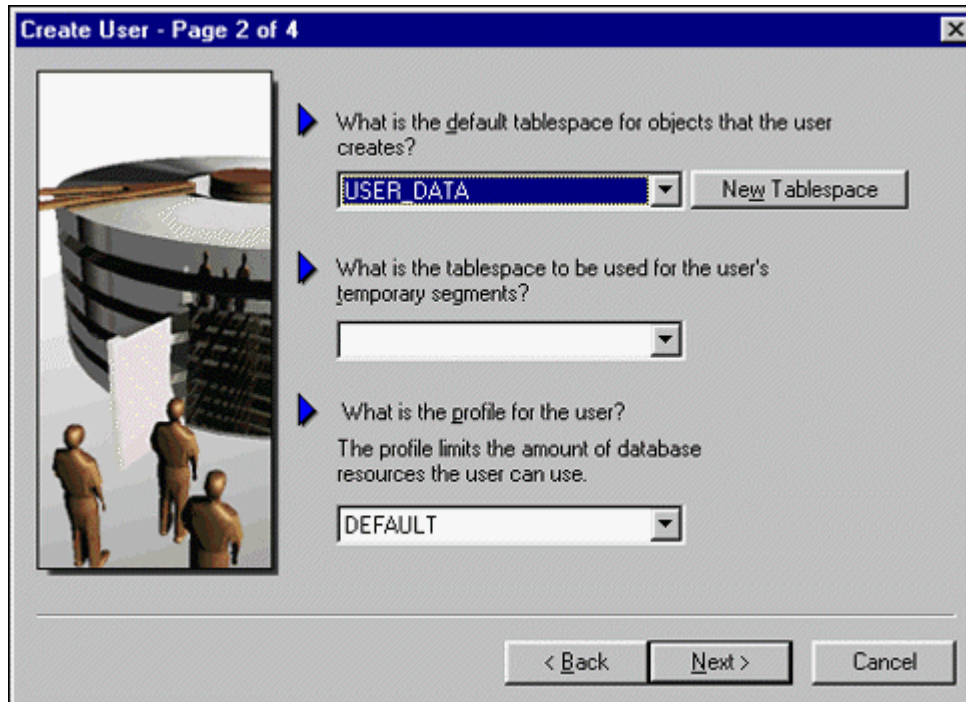 Create User - Page 2 of 4
What is the default tablespace for objects that the user
creates?
USER_DATA
New Tablespace
What is the tablespace to be used for the user's
temporary segments?
What is the profile for the user?
The profile limits the amount of database
resources the user can use.
DEFAULT
< Back
Next >
Cancel